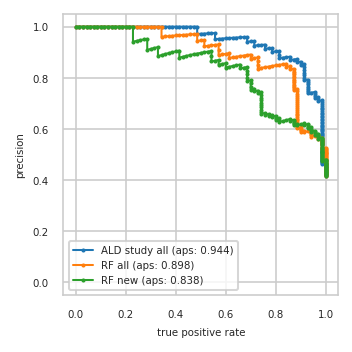 1.0
0.8
0.6
0.4
0.2
0.0
precision
ALD study all (aps: 0.944)
RF all (aps: 0.898)
RF new (aps: 0.838)
0.0 0.2 0.4 0.6 0.8 1.0
true positive rate